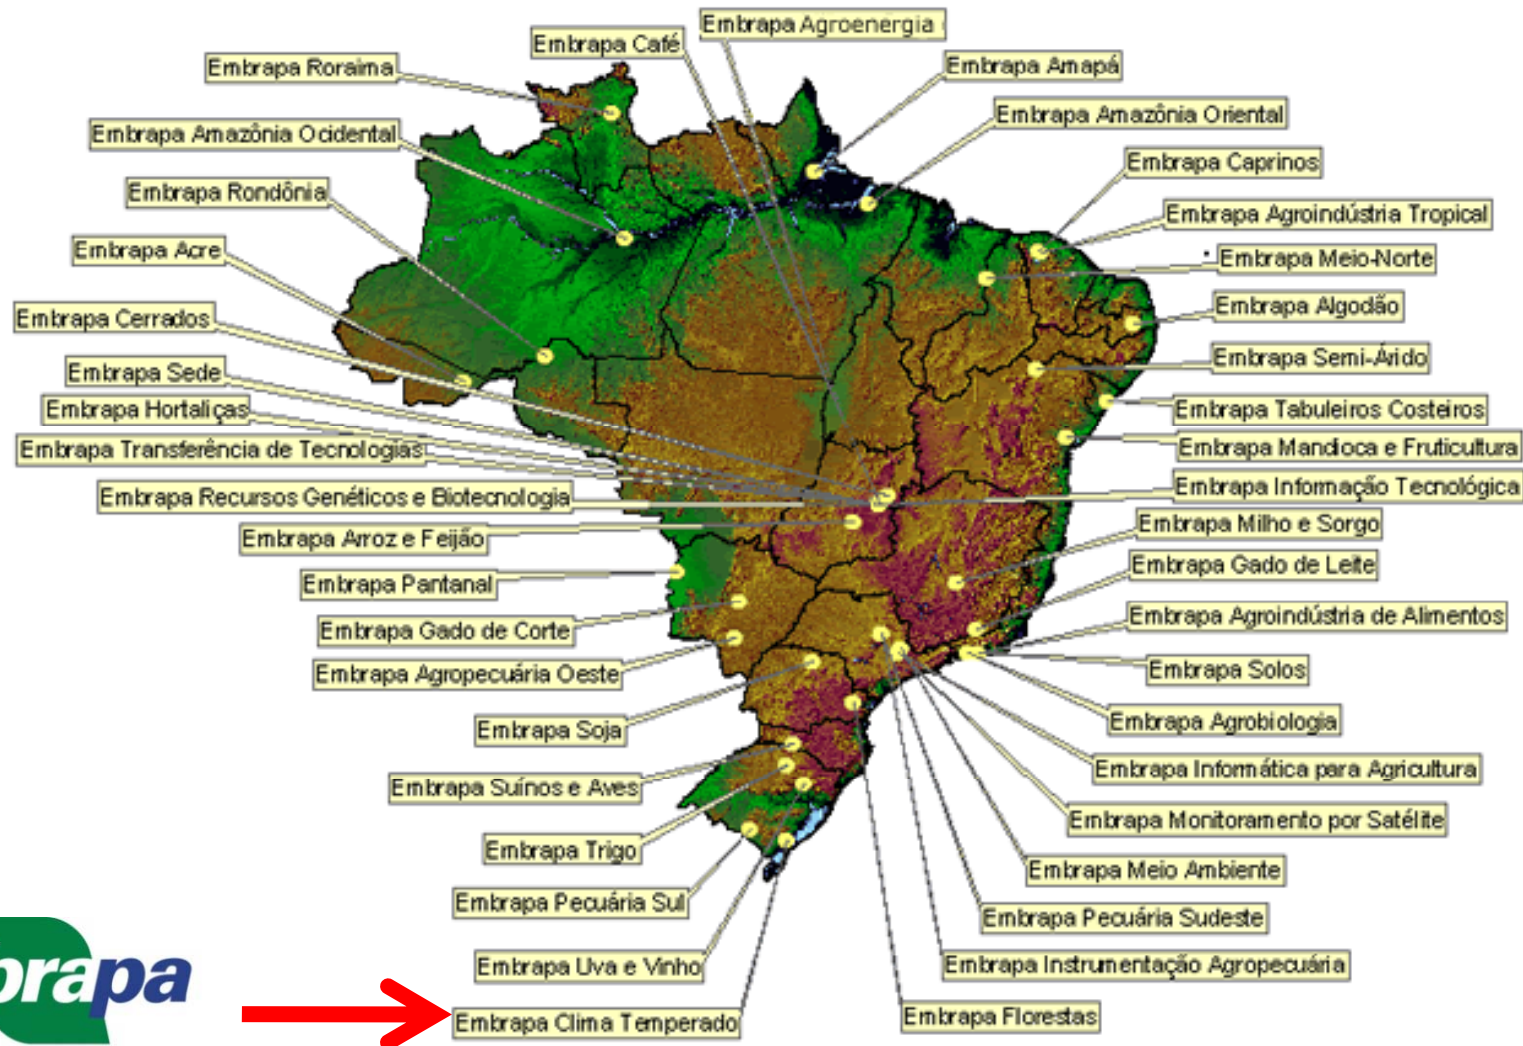 Embrapa Agroenergia
Embrapa Café
Embrapa Roraima
Embrapa Amapá
Embrapa Amazônia Oriental
Embrapa Amazônia Ocidental
Embrapa Caprinos
Embrapa Rondônia
Embrapa Agroindústria Tropical
Embrapa Acre
Embrapa Meio-Norte
Embrapa Algodão
Embrapa Cerrados
Embrapa Semi-Árido
Embrapa Sede
Embrapa Hortaliças
Embrapa Tabuleiros Costeiros
Embrapa Transferência de Tecnologias
Embrapa Mandioca e Fruticultura
Embrapa Recursos Genéticos e Biotecnologia
Embrapa Informação Tecnológica
Embrapa Arroz e Feijão
Embrapa Milho e Sorgo
Embrapa Pantanal
Embrapa Gado de Leite
Embrapa Gado de Corte
Embrapa Agroindústria de Alimentos
Embrapa Agropecuária Oeste
Embrapa Solos
Embrapa Soja
Embrapa Agrobiologia
Embrapa Informática para Agricultura
Embrapa Suínos e Aves
Embrapa Monitoramento por Satélite
Embrapa Trigo
Embrapa Meio Ambiente
Embrapa Pecuária Sul
Embrapa Pecuária Sudeste
Embrapa Uva e Vinho
Embrapa Instrumentação Agropecuária
Embrapa Clima Temperado
Embrapa Florestas
brapa